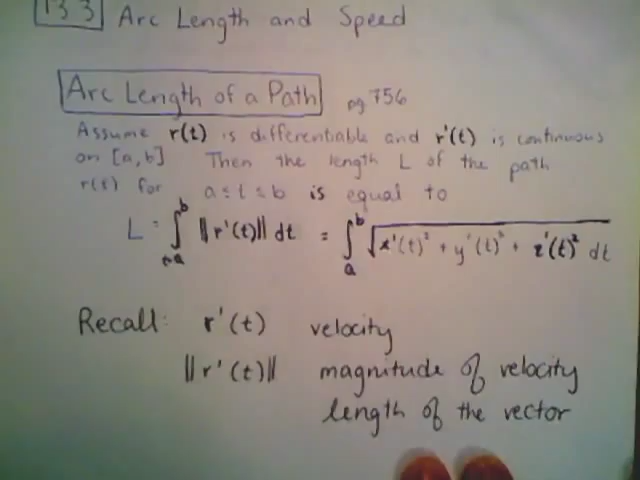 13.3 Arc Length and Speed
Arc Length of a Path pg 756
Assume r(t) is differentiable and r'(t) is continuous
on [a,b] Then the length L of the path
r(t) for a ≤ t ≤ b is equal to
L = ∫ₐᵇ ||r'(t)|| dt = ∫ₐᵇ √(x'(t)² + y'(t)² + z'(t)²) dt
Recall: r'(t) velocity
||r'(t)|| magnitude of velocity
length of the vector